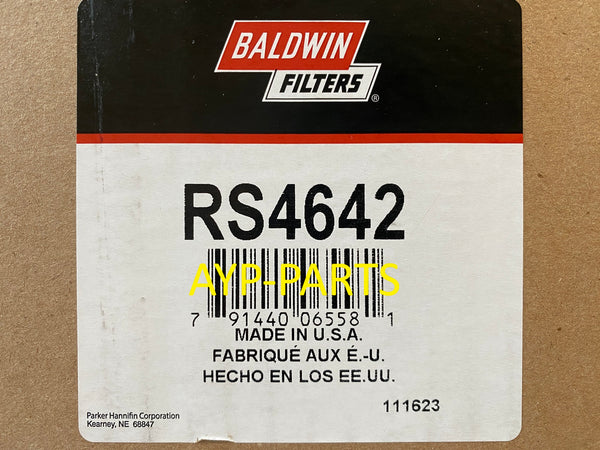 BALDWIN
FILTERS®
RS4642
AYP-PARTS
7 91440 06558 1
MADE IN U.S.A.
FABRIQUÉ AUX É.-U.
HECHO EN LOS EE.UU.
111623
Parker Hannifin Corporation
Kearney, NE 68847